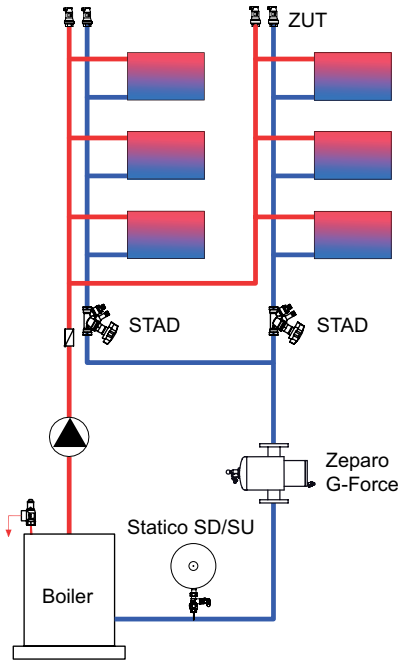 ZUT
STAD
STAD
Zeparo
G-Force
Statico SD/SU
Boiler